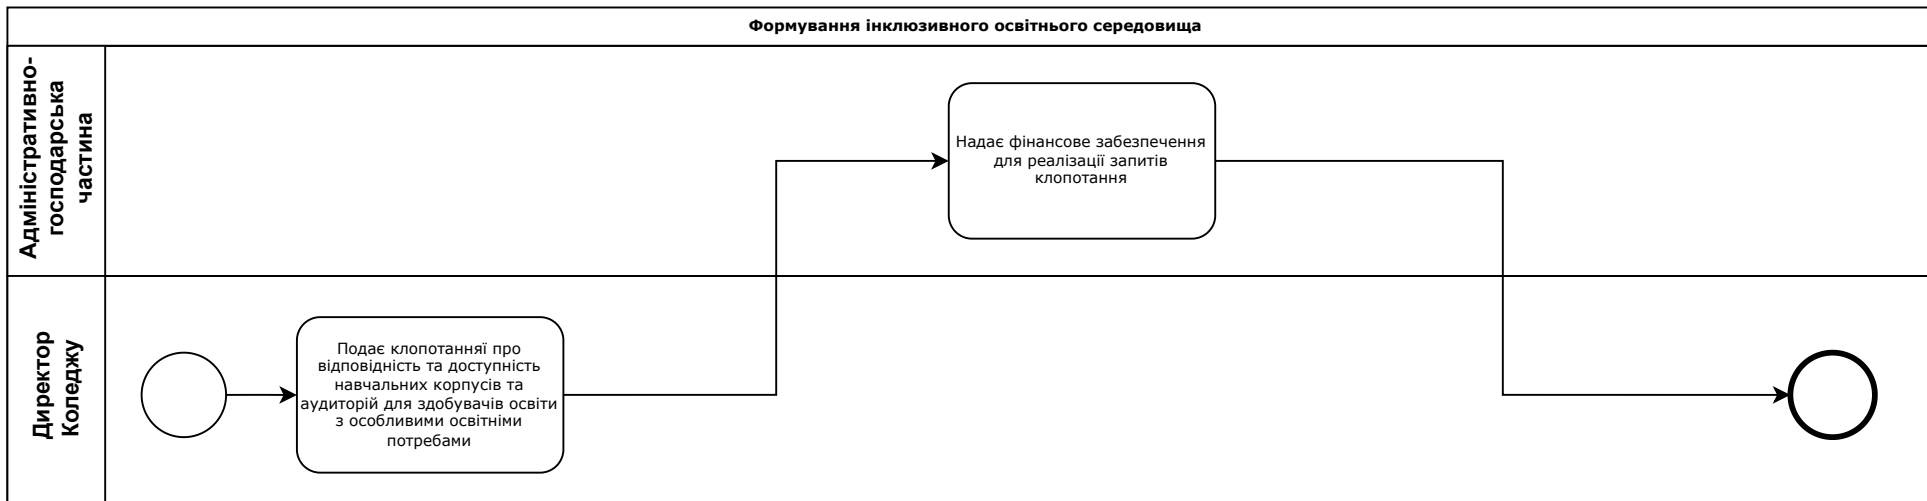 Формування інклюзивного освітнього середовища
Адміністративно-
господарська
частина
Надає фінансове забезпечення
для реалізації запитів
клопотання
Директор
Коледжу
Подає клопотанняї про
відповідність та доступність
навчальних корпусів та
аудиторій для здобувачів освіти
з особливими освітніми
потребами